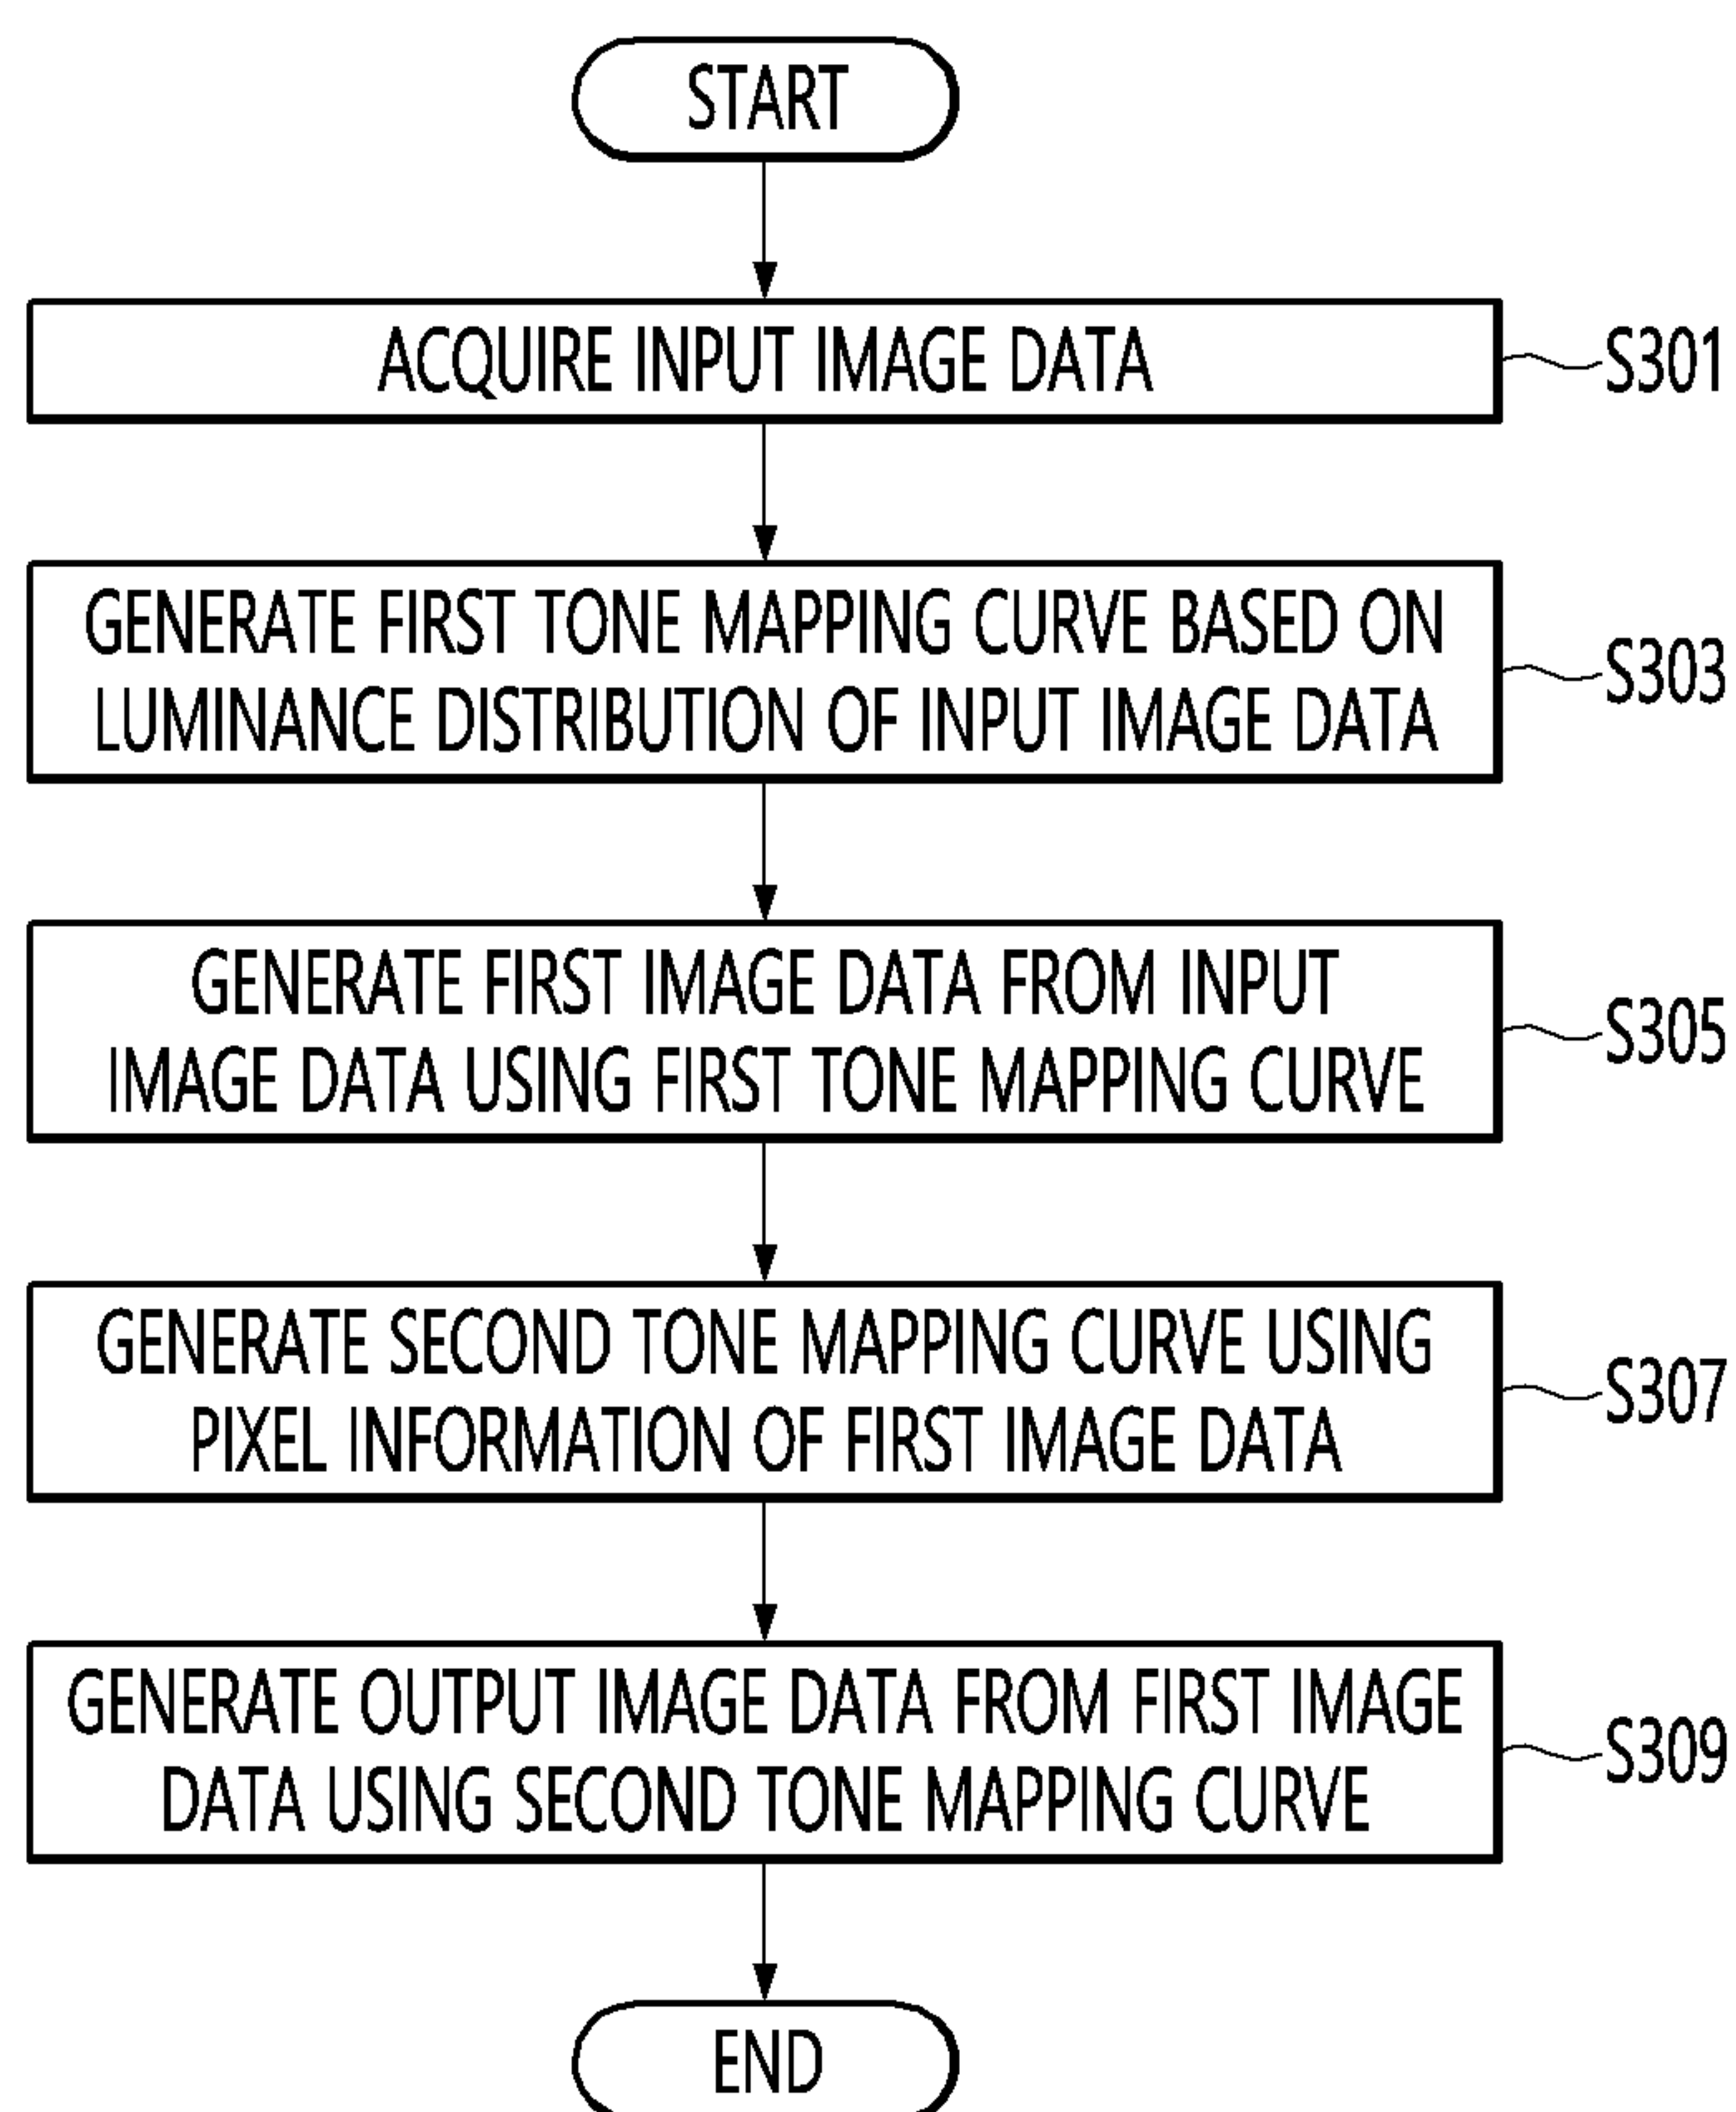 START
ACQUIRE INPUT IMAGE DATA
S301
GENERATE FIRST TONE MAPPING CURVE BASED ON
LUMINANCE DISTRIBUTION OF INPUT IMAGE DATA
S303
GENERATE FIRST IMAGE DATA FROM INPUT
IMAGE DATA USING FIRST TONE MAPPING CURVE
S305
GENERATE SECOND TONE MAPPING CURVE USING
PIXEL INFORMATION OF FIRST IMAGE DATA
S307
GENERATE OUTPUT IMAGE DATA FROM FIRST IMAGE
DATA USING SECOND TONE MAPPING CURVE
S309
END